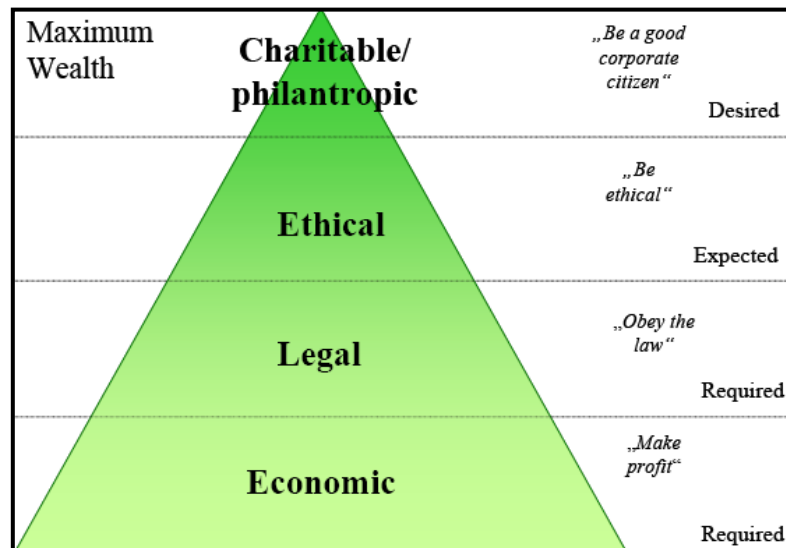 Maximum
Wealth
Charitable/
philantropic
„Be a good
corporate
citizen“
Desired
Ethical
„Be
ethical“
Expected
Legal
„Obey the
law“
Required
Economic
„Make
profit“
Required